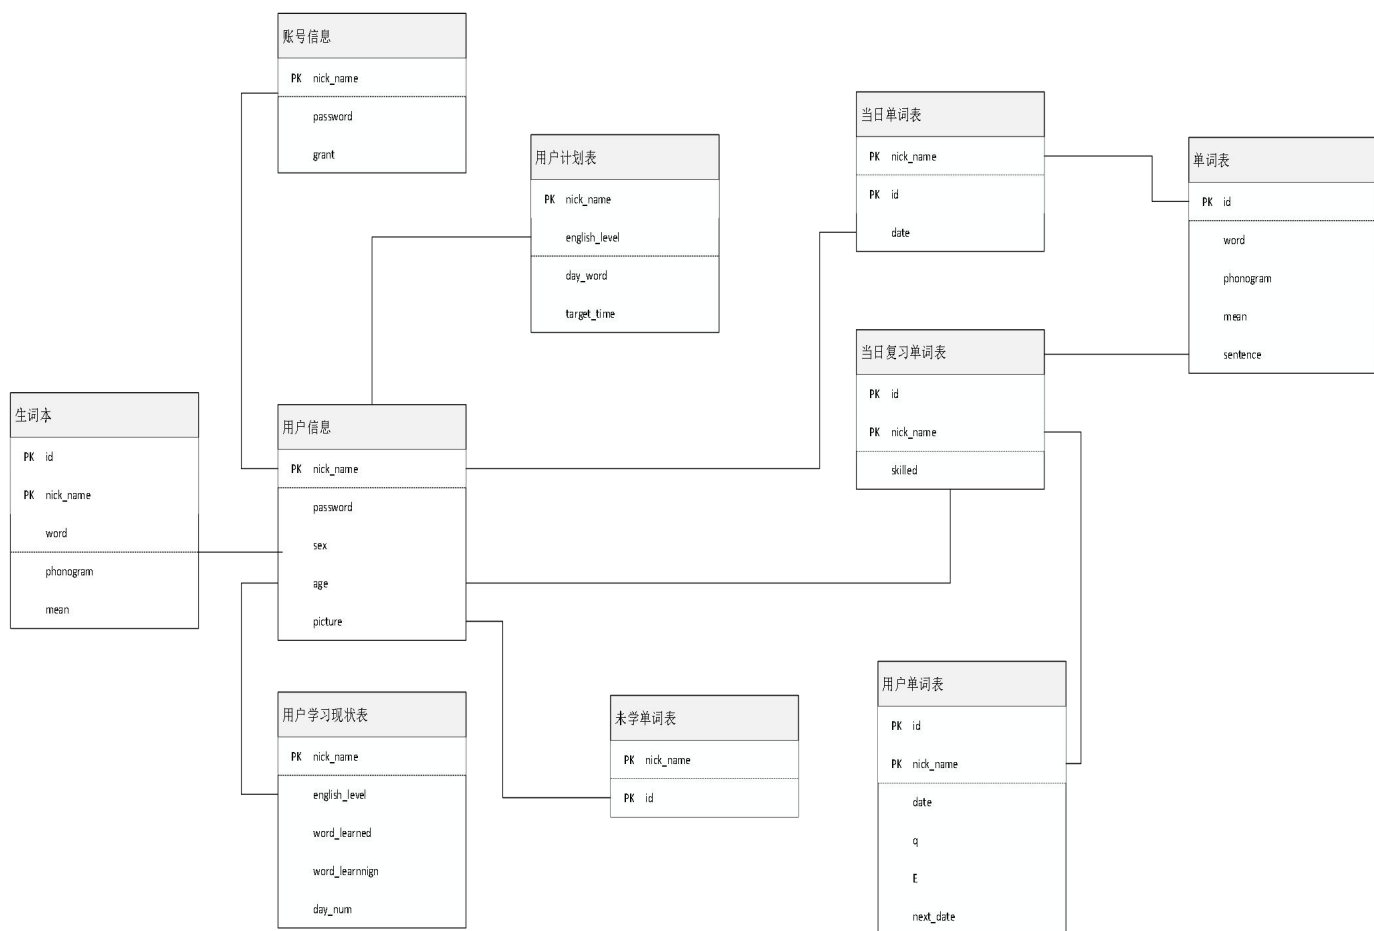 账号信息
PK nick_name
password
grant
用户计划表
PK nick_name
english_level
day_word
target_time
当日单词表
PK nick_name
PK id
date
单词表
PK id
word
phonogram
mean
sentence
当日复习单词表
PK id
PK nick_name
skilled
生词本
PK id
PK nick_name
word
phonogram
mean
用户信息
PK nick_name
password
sex
age
picture
用户学习现状表
PK nick_name
english_level
word_learned
word_learnnign
day_num
未学单词表
PK nick_name
PK id
用户单词表
PK id
PK nick_name
date
q
E
next_date